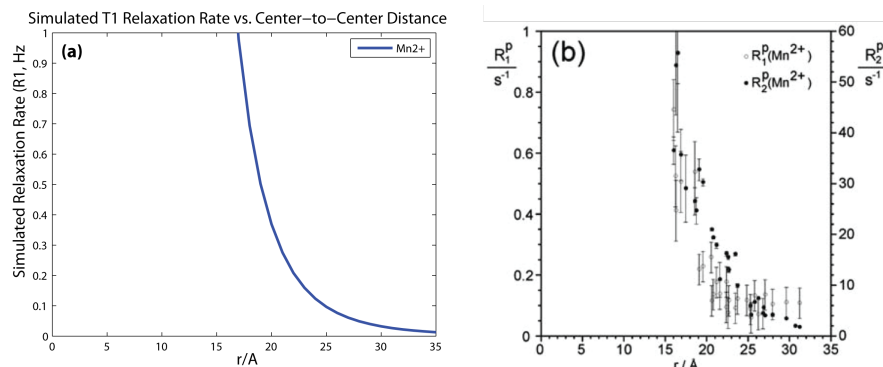 Simulated T1 Relaxation Rate vs. Center−to−Center Distance
(a)
Mn2+
Simulated Relaxation Rate (R1, Hz)
1
0.9
0.8
0.7
0.6
0.5
0.4
0.3
0.2
0.1
0
0 5 10 15 20 25 30 35
r/A
(b)
R₁ᵖ(Mn²⁺)
R₂ᵖ(Mn²⁺)
R₁ᵖ
s⁻¹
1
0.8
0.6
0.4
0.2
0
R₂ᵖ
s⁻¹
60
50
40
30
20
10
0
0 5 10 15 20 25 30 35
r/Å